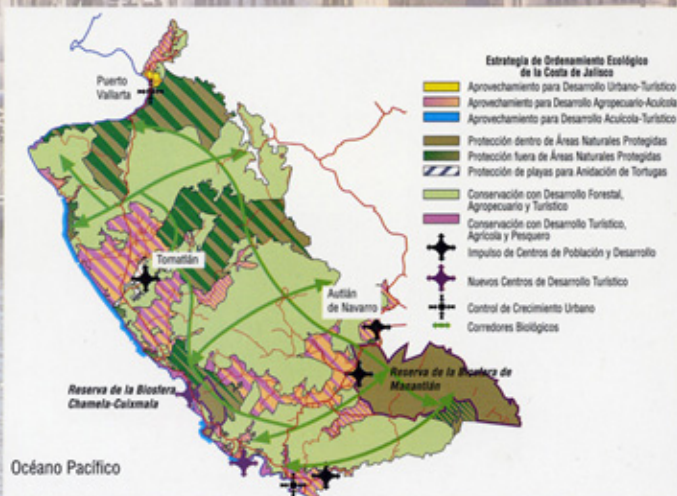 Estrategia de Ordenamiento Ecológico
de la Costa de Jalisco
Aprovechamiento para Desarrollo Urbano-Turístico
Aprovechamiento para Desarrollo Agropecuario-Acuícola
Aprovechamiento para Desarrollo Acuícola-Turístico
Protección dentro de Áreas Naturales Protegidas
Protección fuera de Áreas Naturales Protegidas
Protección de playas para Anidación de Tortugas
Conservación con Desarrollo Forestal,
Agropecuario y Turístico
Conservación con Desarrollo Turístico,
Agrícola y Pesquero
Impulso de Centros de Población y Desarrollo
Nuevos Centros de Desarrollo Turístico
Control de Crecimiento Urbano
Corredores Biológicos
Puerto
Vallarta
Tomatlán
Autlán
de Navarro
Reserva de la Biosfera de
Manantlán
Reserva de la Biosfera
Chamela-Cuixmala
Océano Pacífico